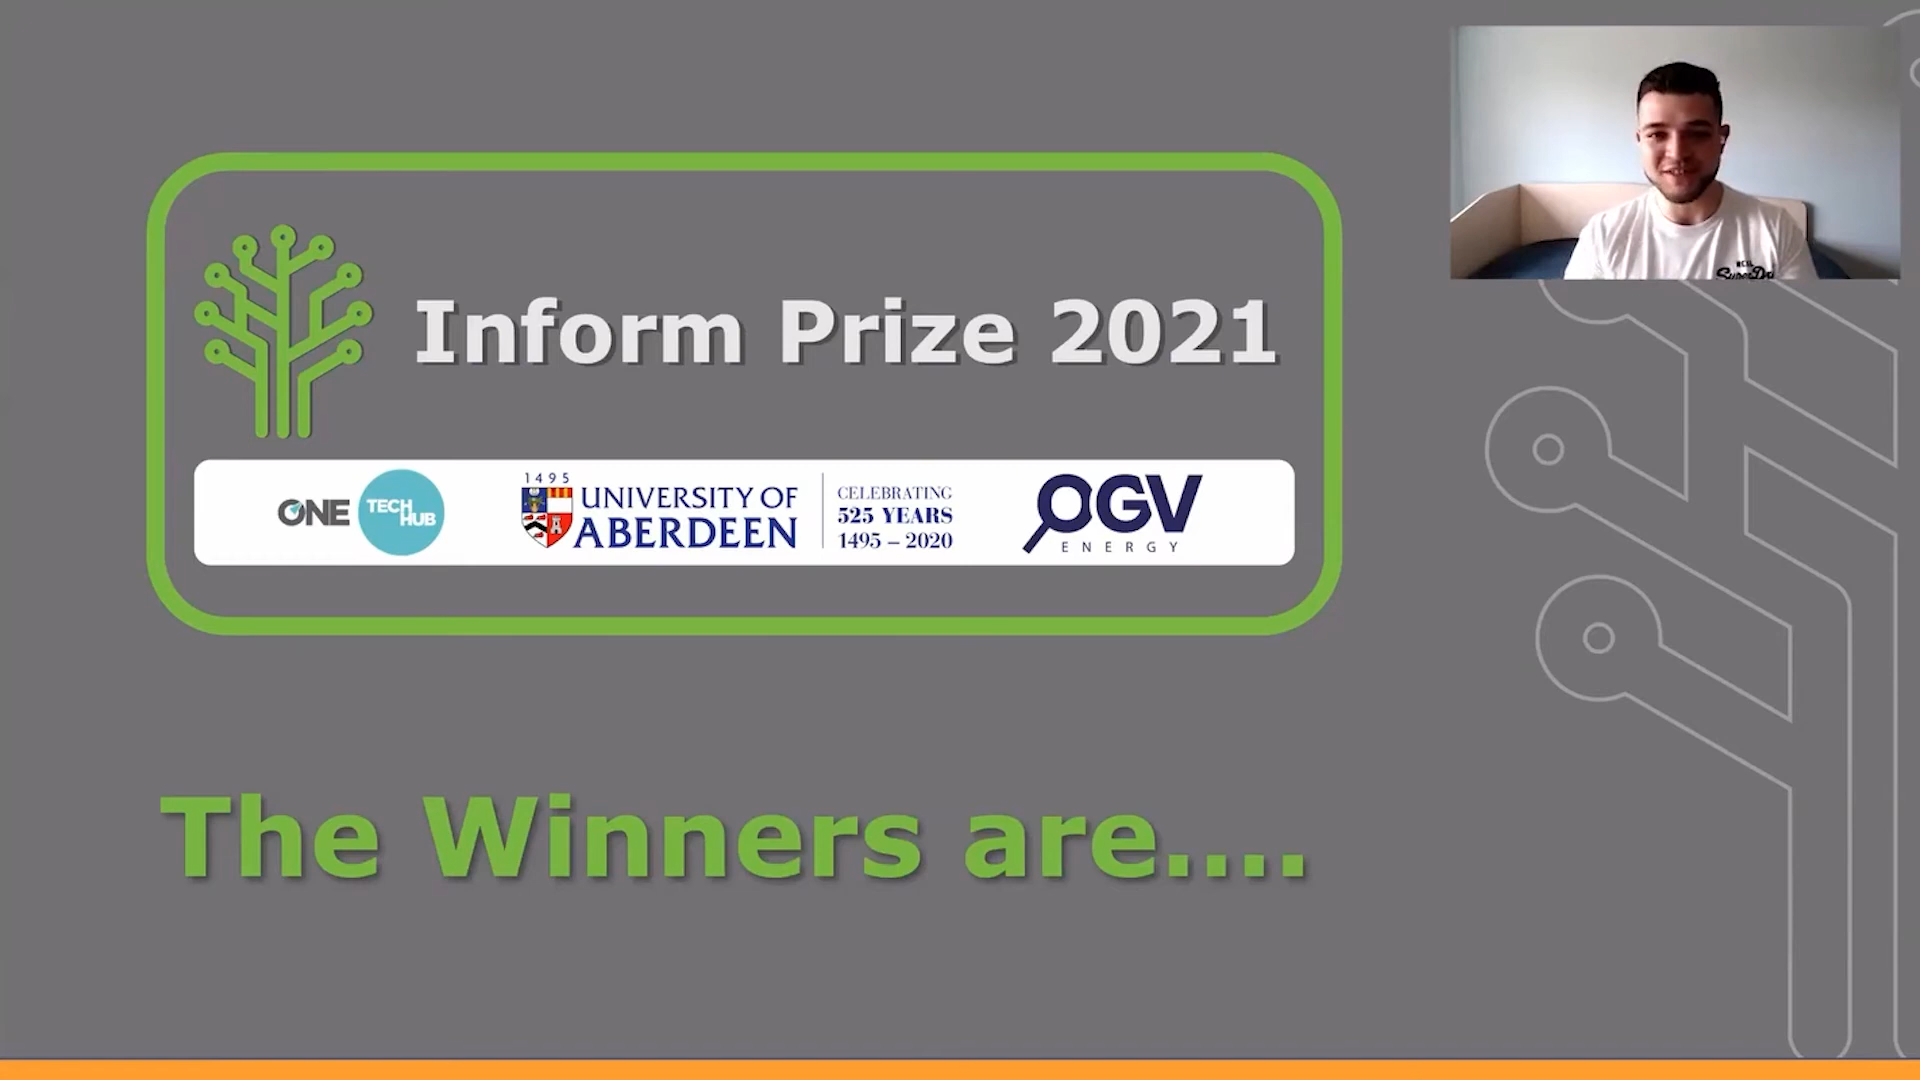 Inform Prize 2021
ONE
TECH
HUB
1495
UNIVERSITY OF
ABERDEEN
CELEBRATING
525 YEARS
1495 – 2020
OGV
ENERGY
The Winners are....